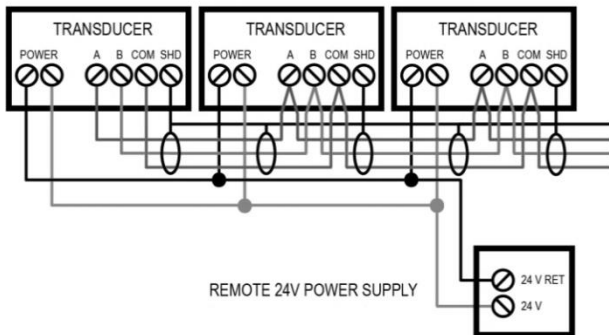 TRANSDUCER
POWER A B COM SHD
TRANSDUCER
POWER A B COM SHD
TRANSDUCER
POWER A B COM SHD
REMOTE 24V POWER SUPPLY
24 V RET
24 V